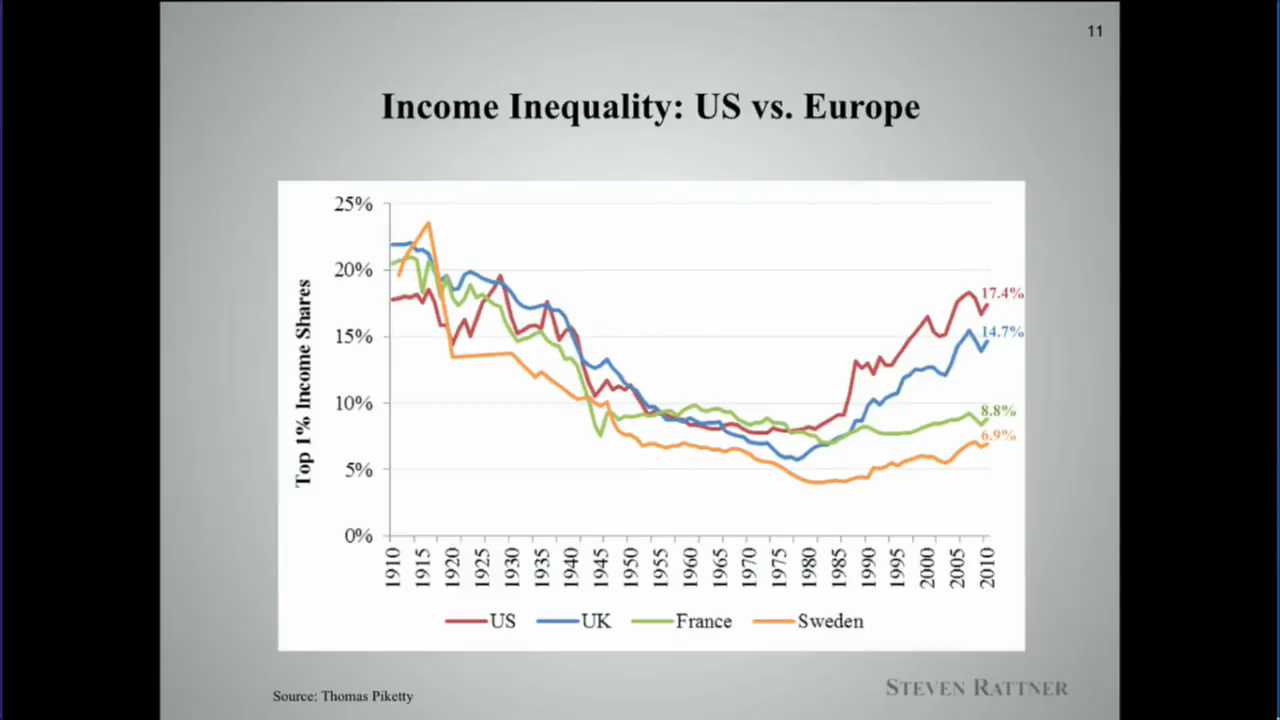 11
Income Inequality: US vs. Europe
Top 1% Income Shares
25%
20%
15%
10%
5%
0%
17.4%
14.7%
8.8%
6.9%
1910 1915 1920 1925 1930 1935 1940 1945 1950 1955 1960 1965 1970 1975 1980 1985 1990 1995 2000 2005 2010
US UK France Sweden
Source: Thomas Piketty
STEVEN RATTNER